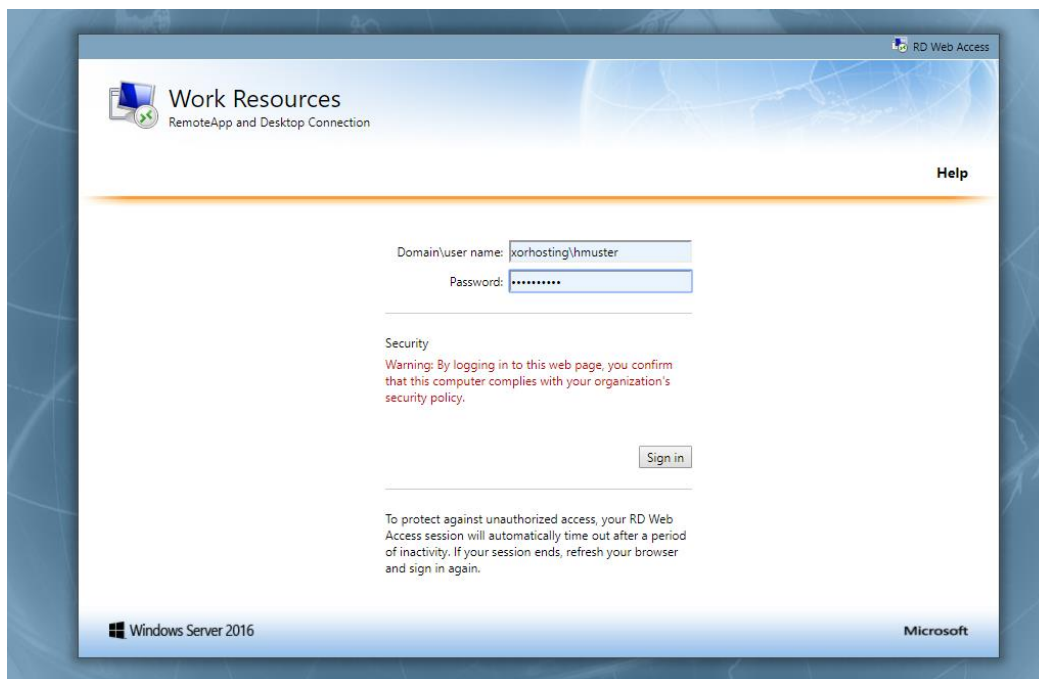 RD Web Access
Work Resources
RemoteApp and Desktop Connection
Help
Domain\user name: xorhosting\hmuster
Password: ••••••••••
Security
Warning: By logging in to this web page, you confirm
that this computer complies with your organization's
security policy.
Sign in
To protect against unauthorized access, your RD Web
Access session will automatically time out after a period
of inactivity. If your session ends, refresh your browser
and sign in again.
Windows Server 2016
Microsoft